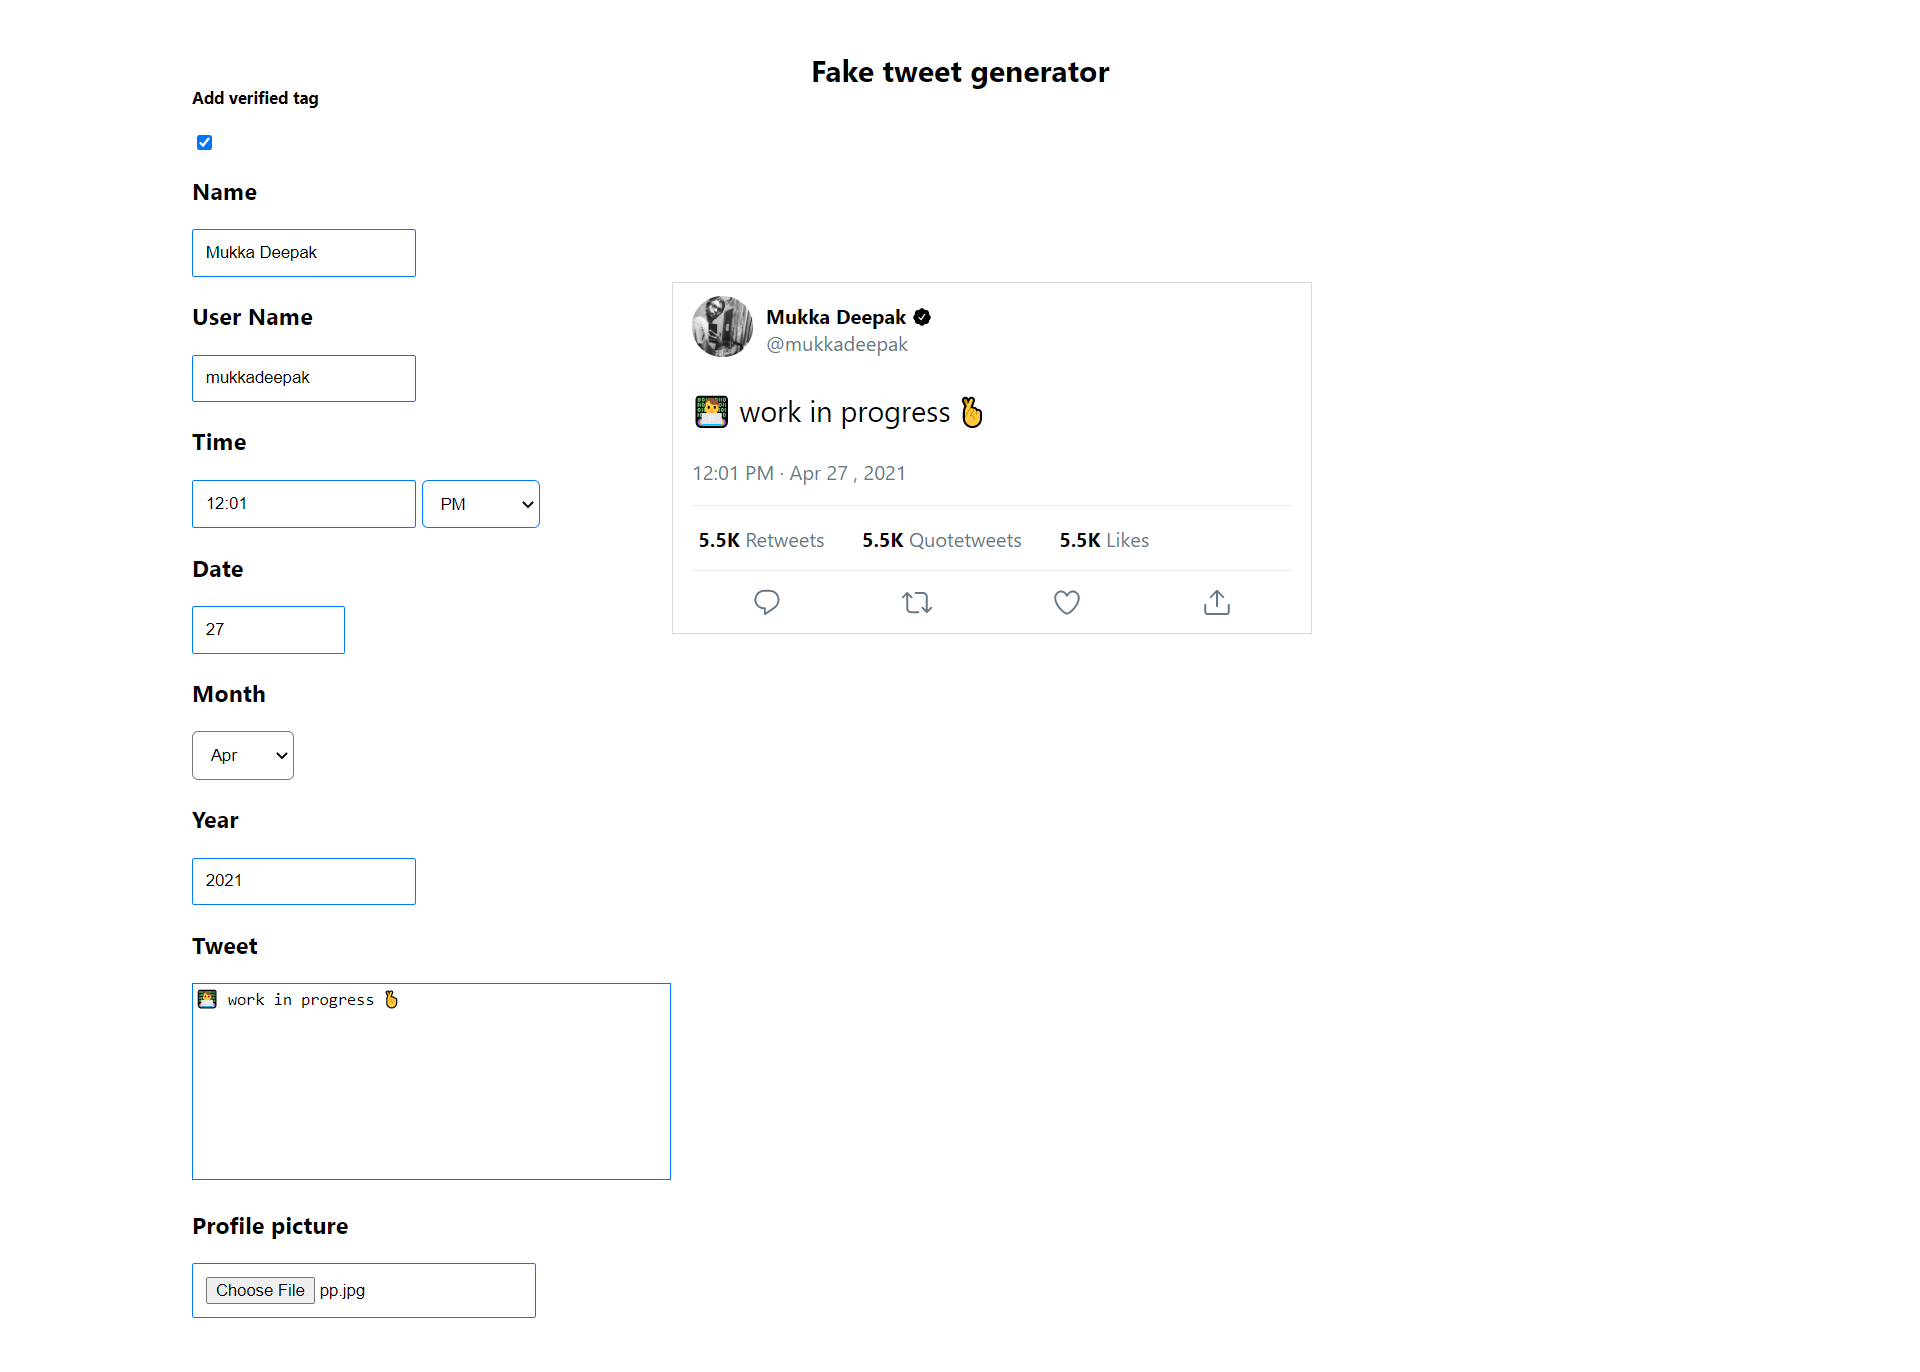 Fake tweet generator
Add verified tag
Name
Mukka Deepak
User Name
mukkadeepak
Time
12:01 PM
Date
27
Month
Apr
Year
2021
Tweet
👨‍💻 work in progress 🤞
Profile picture
Choose File pp.jpg
Mukka Deepak
@mukkadeepak
👨‍💻 work in progress 🤞
12:01 PM · Apr 27 , 2021
5.5K Retweets 5.5K Quotetweets 5.5K Likes